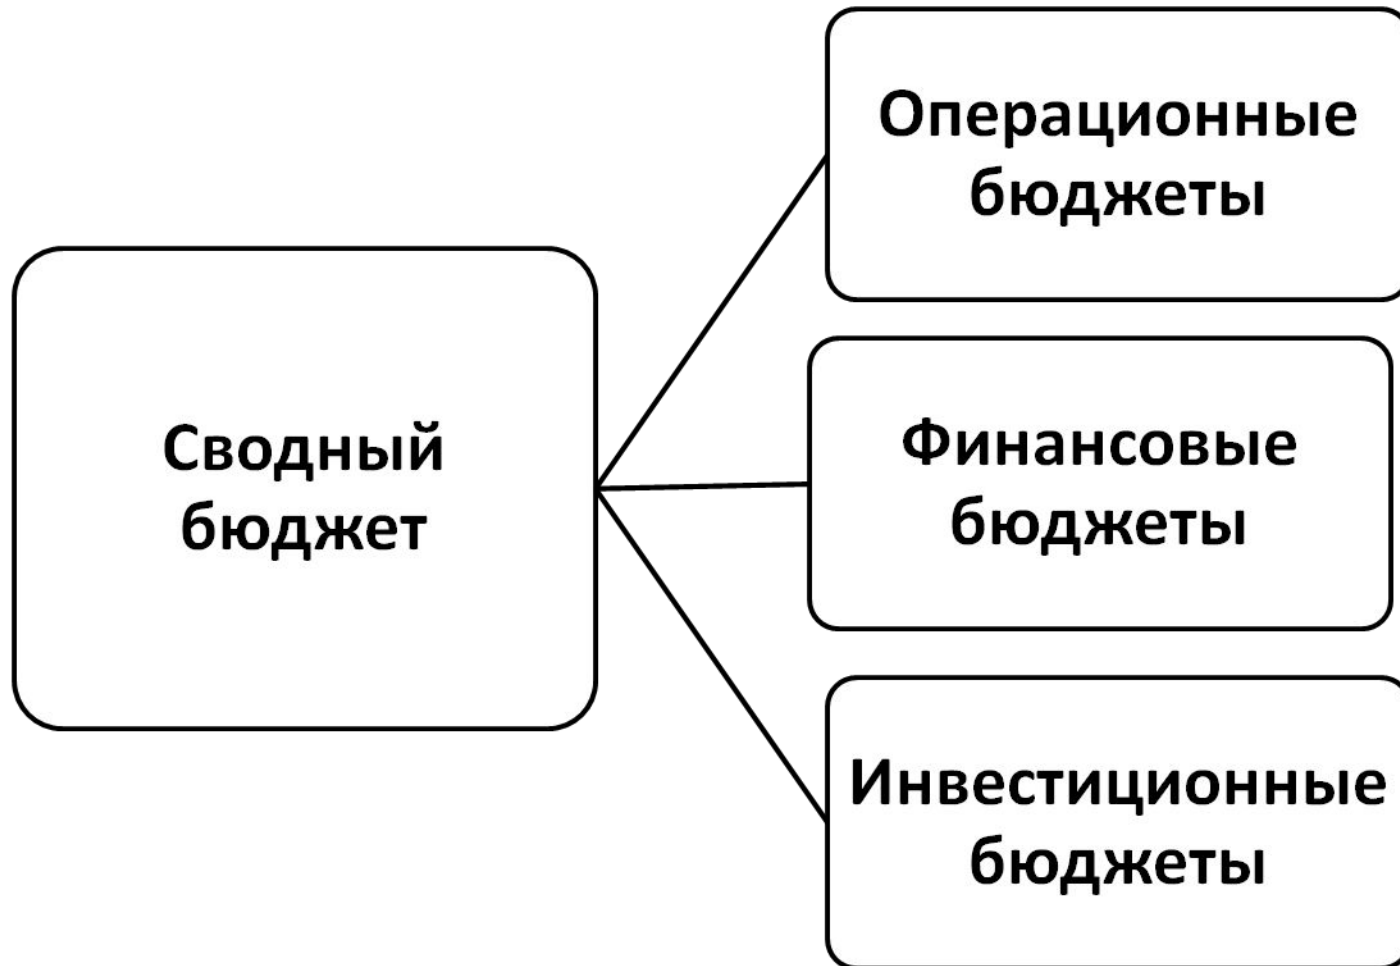 Операционные
бюджеты
Сводный
бюджет
Финансовые
бюджеты
Инвестиционные
бюджеты